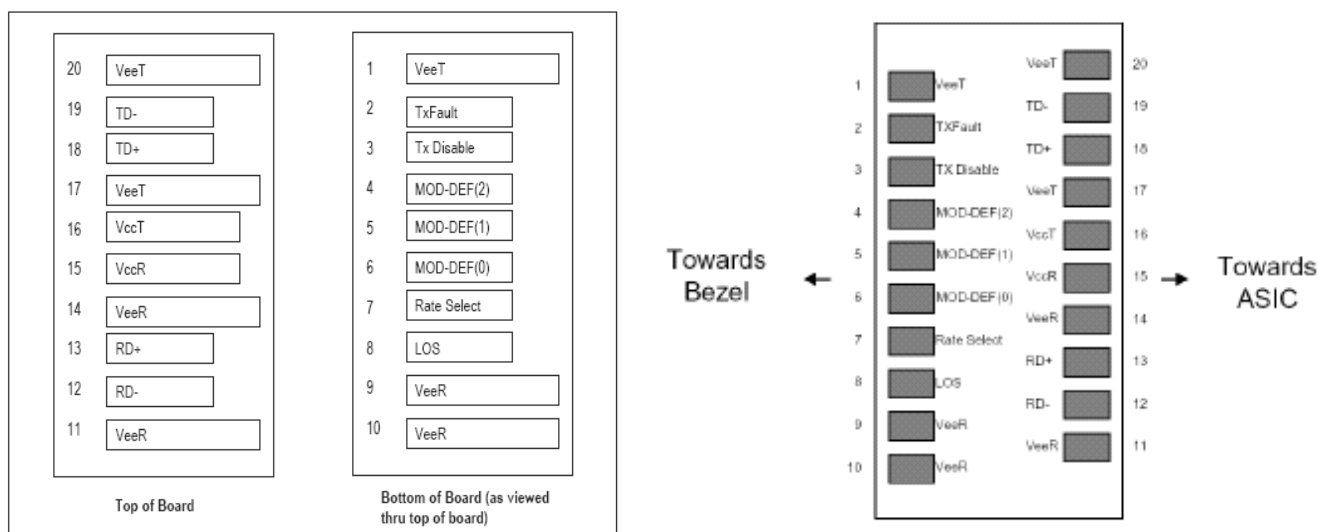 20 VeeT
19 TD-
18 TD+
17 VeeT
16 VccT
15 VccR
14 VeeR
13 RD+
12 RD-
11 VeeR
Top of Board
1 VeeT
2 TxFault
3 Tx Disable
4 MOD-DEF(2)
5 MOD-DEF(1)
6 MOD-DEF(0)
7 Rate Select
8 LOS
9 VeeR
10 VeeR
Bottom of Board (as viewed
thru top of board)
Towards
Bezel
1 VeeT
2 TXFault
3 TX Disable
4 MOD-DEF(2)
5 MOD-DEF(1)
6 MOD-DEF(0)
7 Rate Select
8 LOS
9 VeeR
10 VeeR
VeeT 20
TD- 19
TD+ 18
VeeT 17
VccT 16
VccR 15
VeeR 14
RD+ 13
RD- 12
VeeR 11
Towards
ASIC